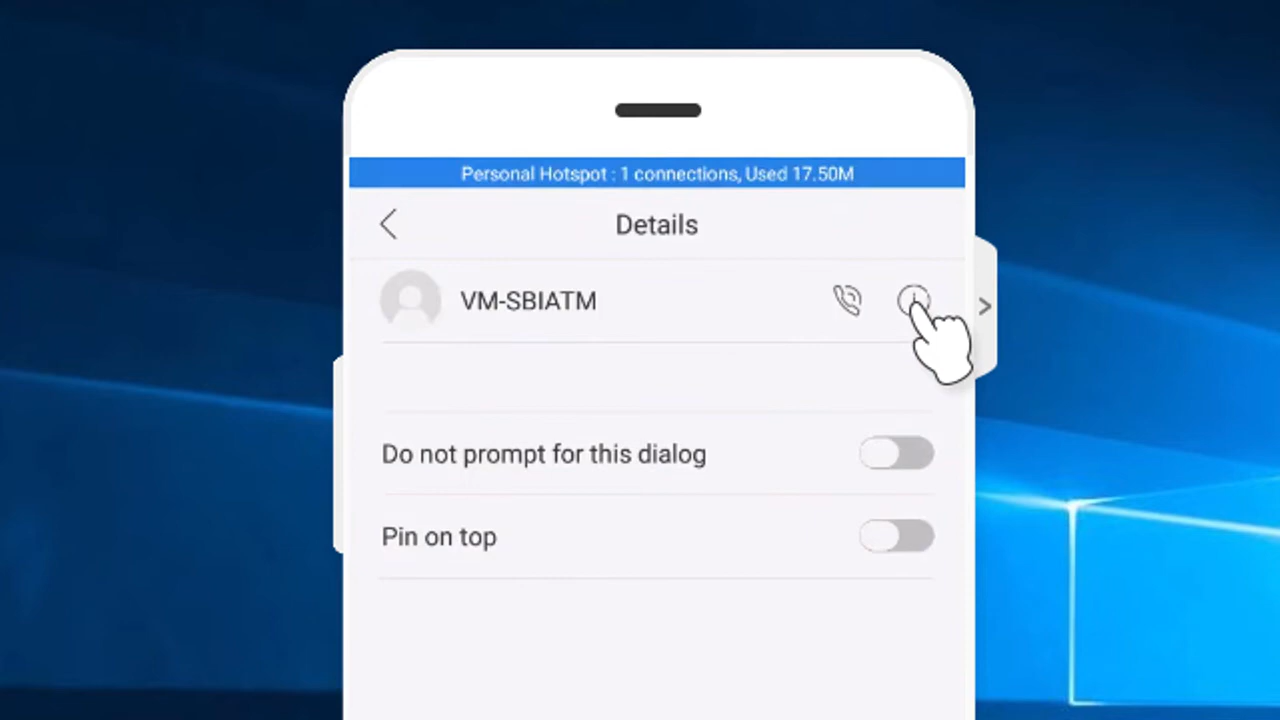 Personal Hotspot : 1 connections, Used 17.50M
Details
VM-SBIATM
Do not prompt for this dialog
Pin on top